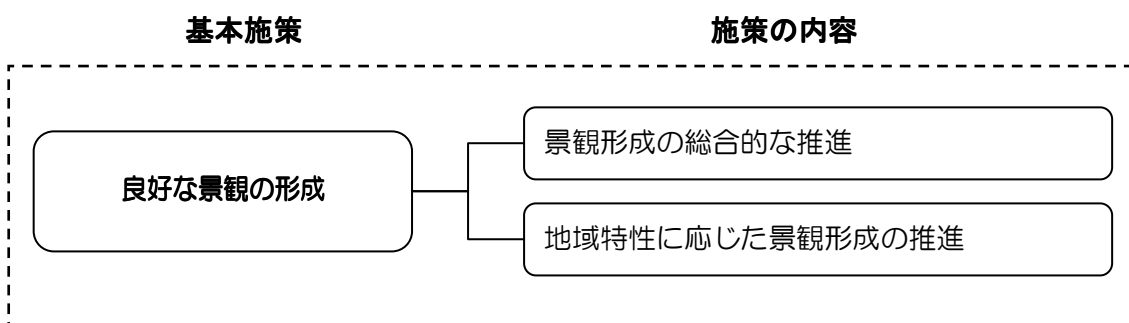 基本施策
施策の内容
良好な景観の形成
景観形成の総合的な推進
地域特性に応じた景観形成の推進